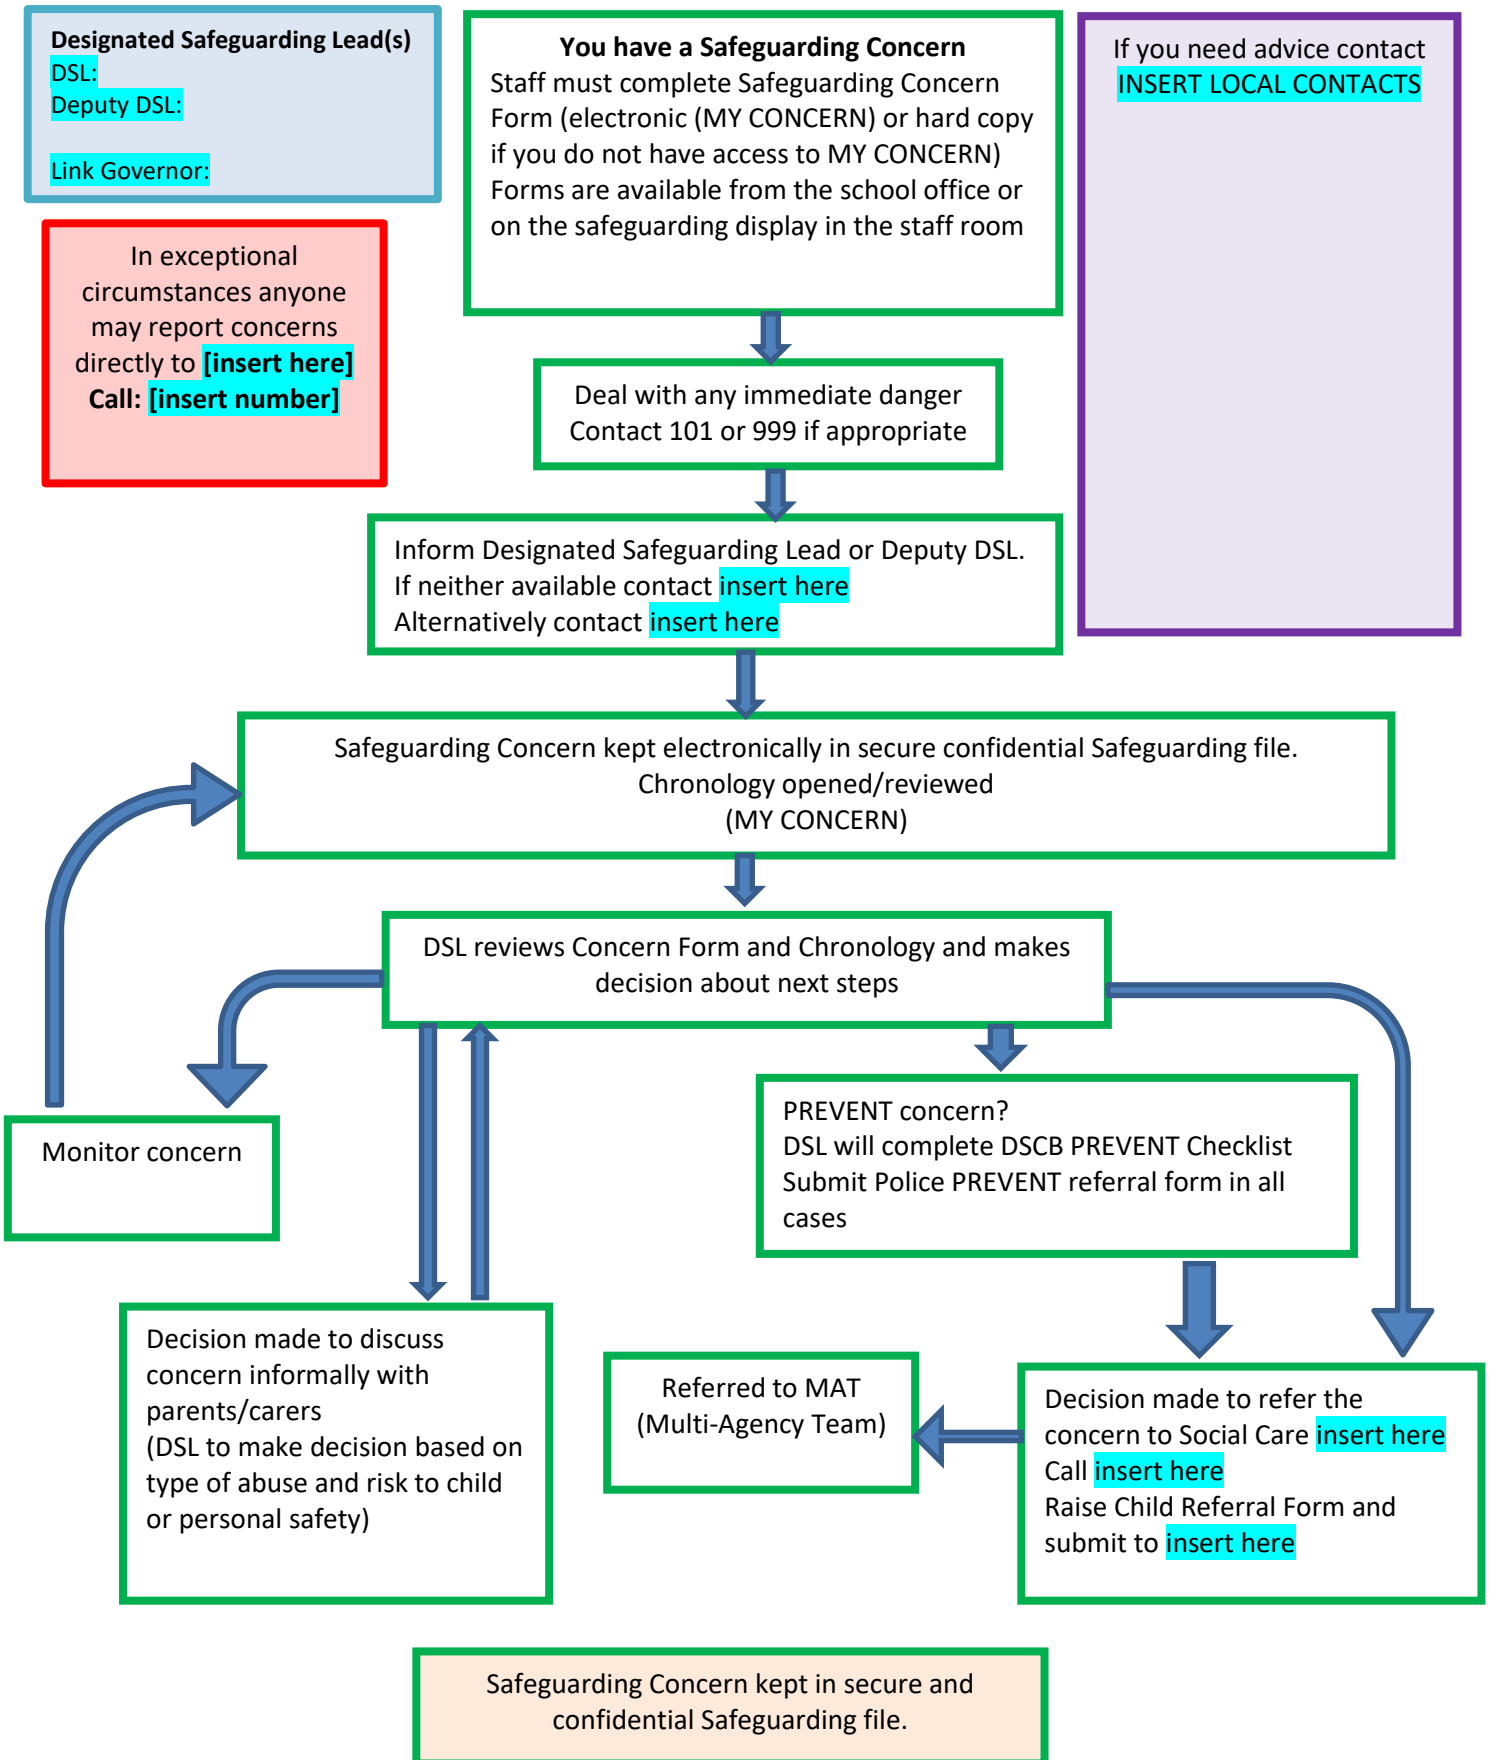 Designated Safeguarding Lead(s)
DSL:
Deputy DSL:
Link Governor:
You have a Safeguarding Concern
Staff must complete Safeguarding Concern
Form (electronic (MY CONCERN) or hard copy
if you do not have access to MY CONCERN)
Forms are available from the school office or
on the safeguarding display in the staff room
If you need advice contact
INSERT LOCAL CONTACTS
In exceptional
circumstances anyone
may report concerns
directly to [insert here]
Call: [insert number]
Deal with any immediate danger
Contact 101 or 999 if appropriate
Inform Designated Safeguarding Lead or Deputy DSL.
If neither available contact insert here
Alternatively contact insert here
Safeguarding Concern kept electronically in secure confidential Safeguarding file.
Chronology opened/reviewed
(MY CONCERN)
DSL reviews Concern Form and Chronology and makes
decision about next steps
Monitor concern
PREVENT concern?
DSL will complete DSCB PREVENT Checklist
Submit Police PREVENT referral form in all
cases
Decision made to discuss
concern informally with
parents/carers
(DSL to make decision based on
type of abuse and risk to child
or personal safety)
Referred to MAT
(Multi-Agency Team)
Decision made to refer the
concern to Social Care insert here
Call insert here
Raise Child Referral Form and
submit to insert here
Safeguarding Concern kept in secure and
confidential Safeguarding file.